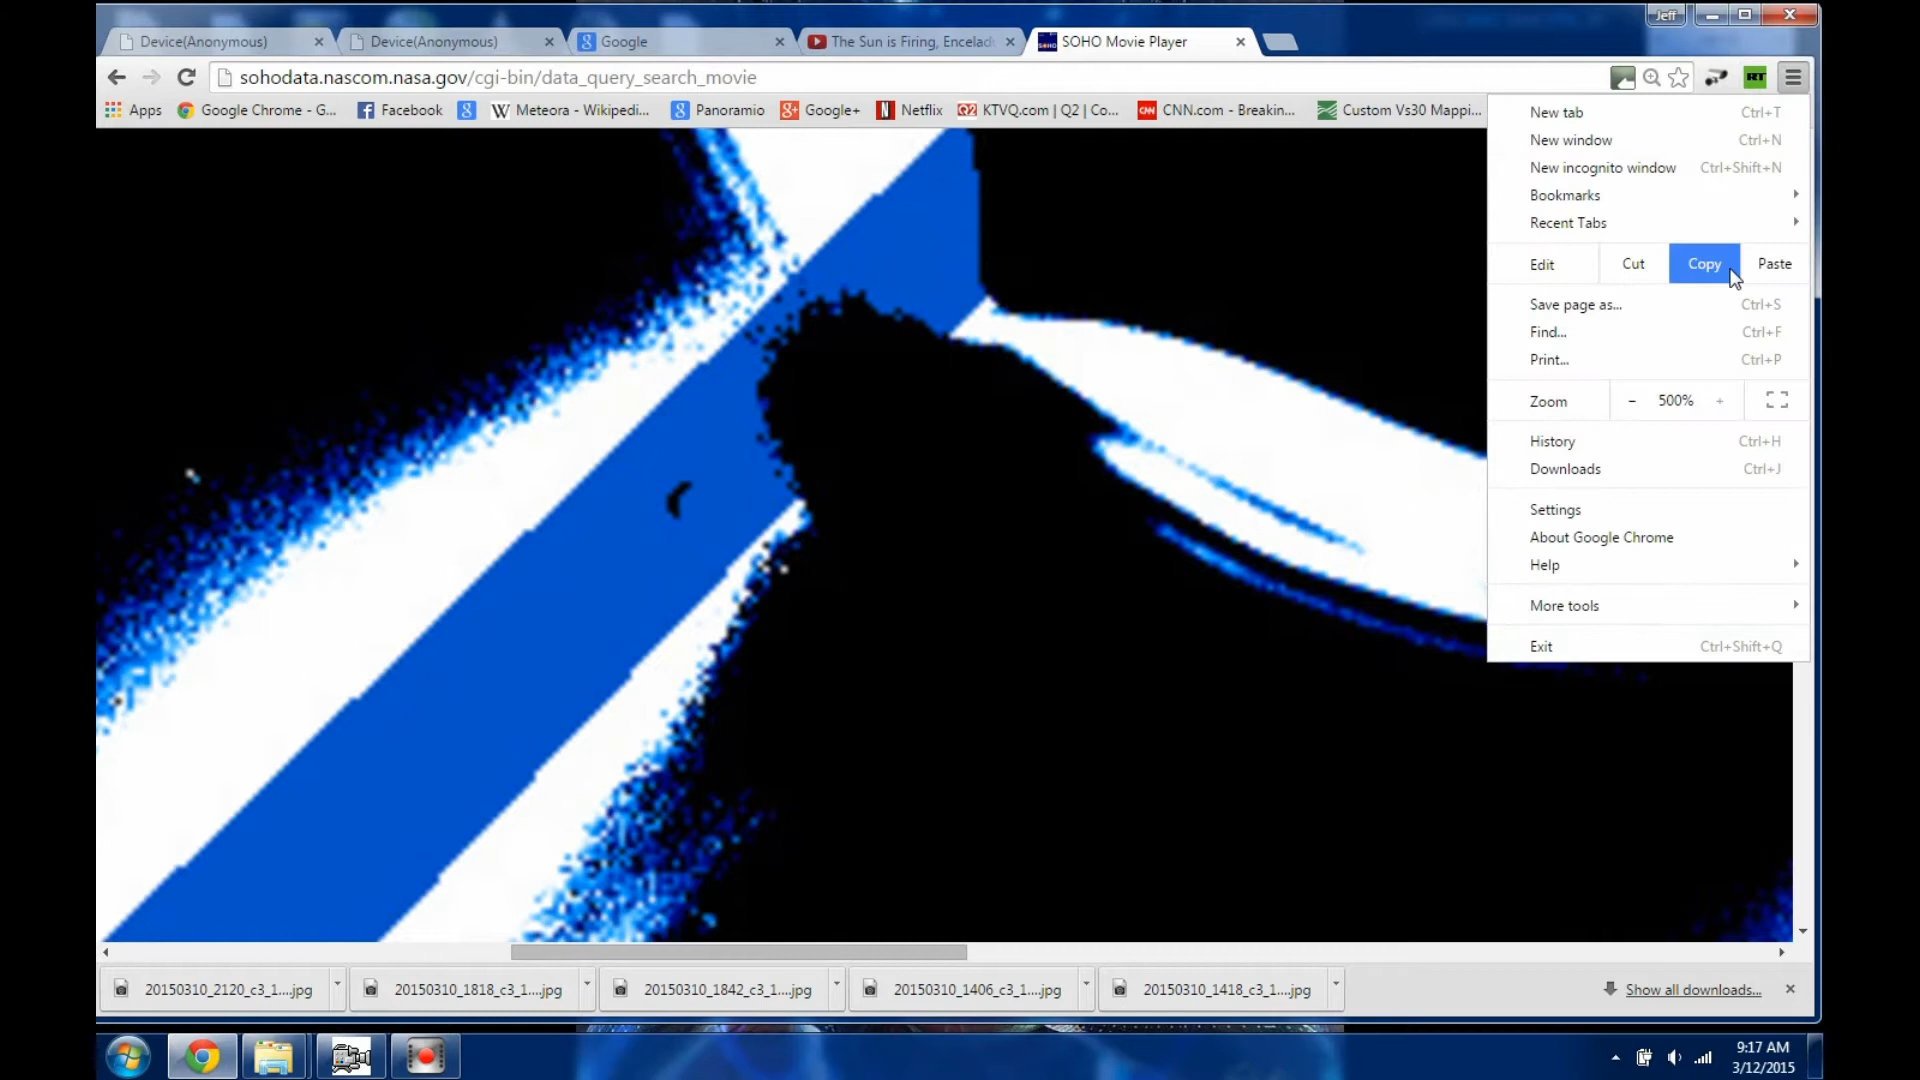 Jeff
Device(Anonymous)
Device(Anonymous)
Google
The Sun is Firing, Encelad
SOHO Movie Player
sohodata.nascom.nasa.gov/cgi-bin/data_query_search_movie
RT
Apps
Google Chrome - G...
Facebook
Meteora - Wikipedi...
Panoramio
Google+
Netflix
KTVQ.com | Q2 | Co...
CNN.com - Breakin...
Custom Vs30 Mappi...
New tab Ctrl+T
New window Ctrl+N
New incognito window Ctrl+Shift+N
Bookmarks
Recent Tabs
Edit Cut Copy Paste
Save page as... Ctrl+S
Find... Ctrl+F
Print... Ctrl+P
Zoom - 500% +
History Ctrl+H
Downloads Ctrl+J
Settings
About Google Chrome
Help
More tools
Exit Ctrl+Shift+Q
20150310_2120_c3_1....jpg
20150310_1818_c3_1....jpg
20150310_1842_c3_1....jpg
20150310_1406_c3_1....jpg
20150310_1418_c3_1....jpg
Show all downloads...
9:17 AM
3/12/2015